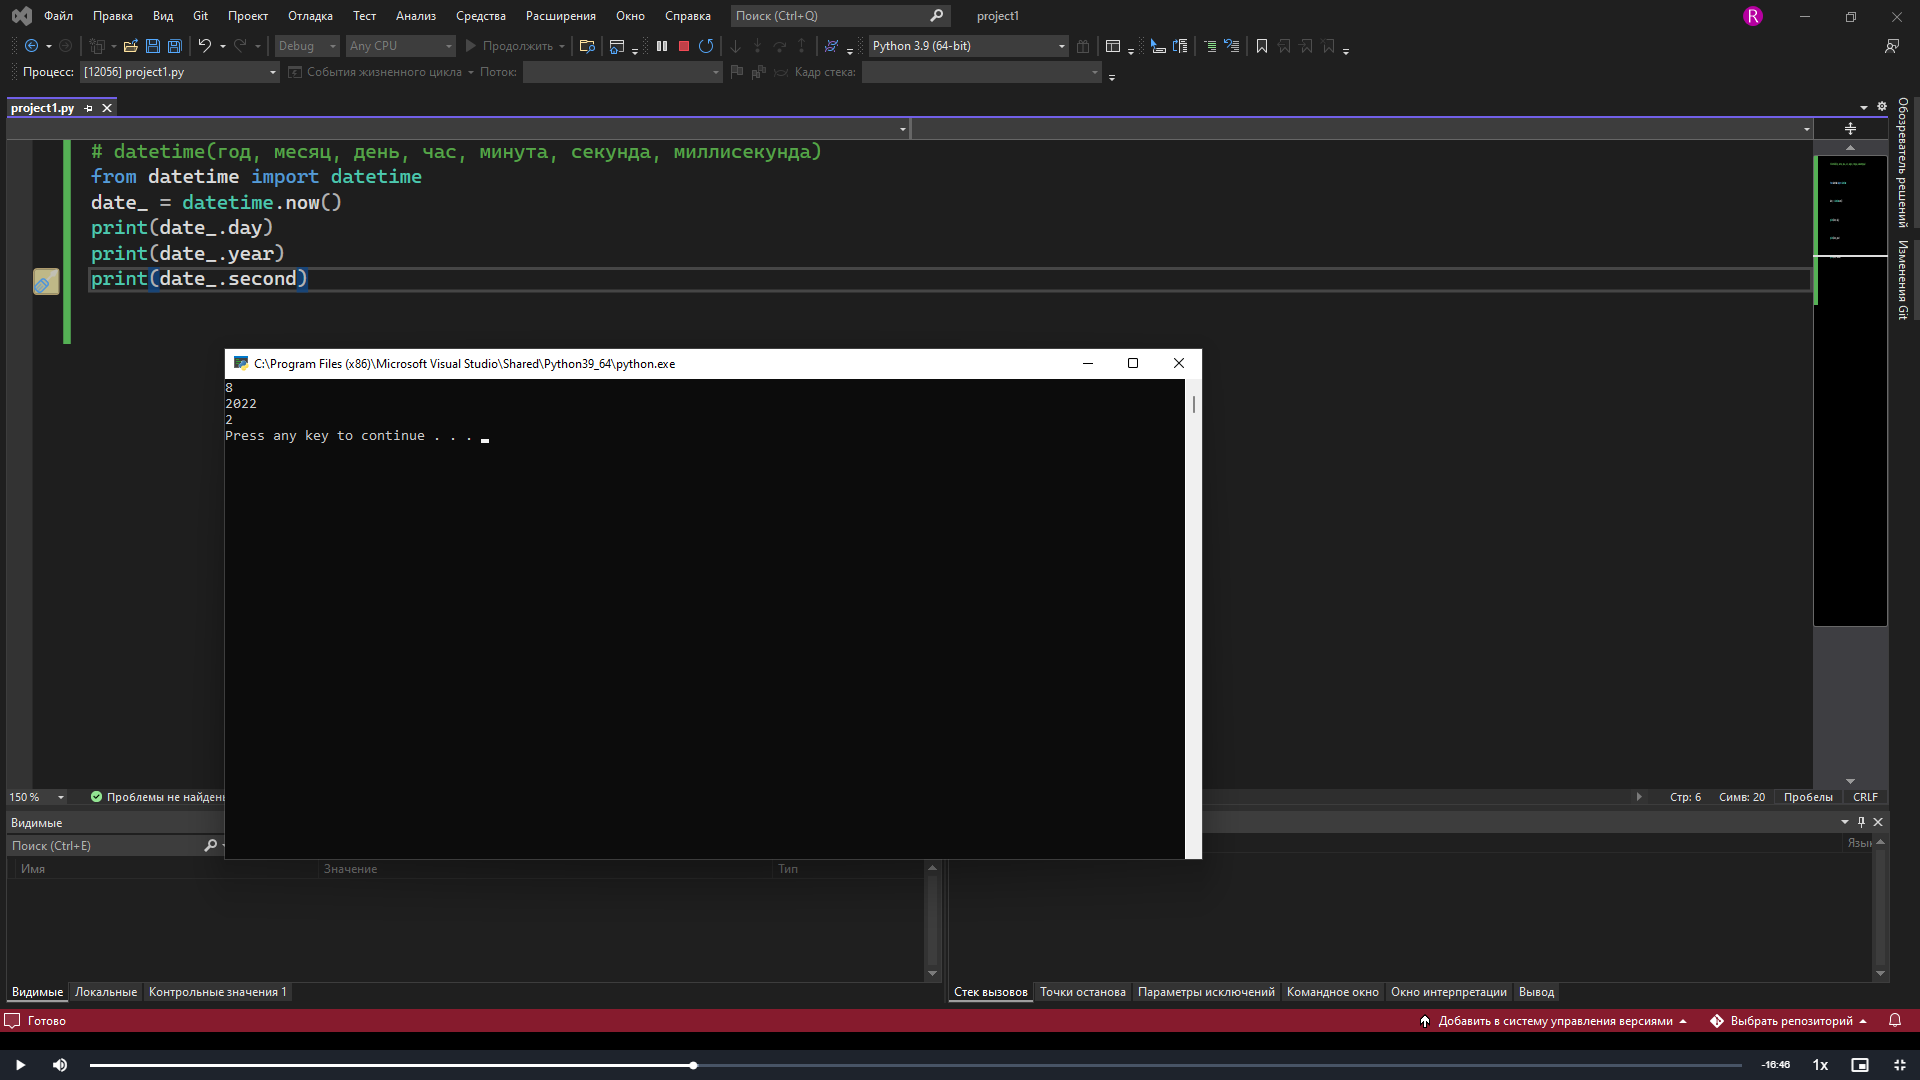 Файл Правка Вид Git Проект Отладка Тест Анализ Средства Расширения Окно Справка Поиск (Ctrl+Q) project1 R
Debug Any CPU Продолжить Python 3.9 (64-bit)
Процесс: [12056] project1.py События жизненного цикла Поток: Кадр стека:
project1.py
# datetime(год, месяц, день, час, минута, секунда, миллисекунда)
from datetime import datetime
date_ = datetime.now()
print(date_.day)
print(date_.year)
print(date_.second)
Обозреватель решений
Изменения Git
C:\Program Files (x86)\Microsoft Visual Studio\Shared\Python39_64\python.exe
8
2022
2
Press any key to continue . . .
150 % Проблемы не найдены Стр: 6 Симв: 20 Пробелы CRLF
Видимые
Поиск (Ctrl+E) Язык
Имя Значение Тип
Видимые Локальные Контрольные значения 1 Стек вызовов Точки останова Параметры исключений Командное окно Окно интерпретации Вывод
Готово Добавить в систему управления версиями Выбрать репозиторий
-16:46 1x